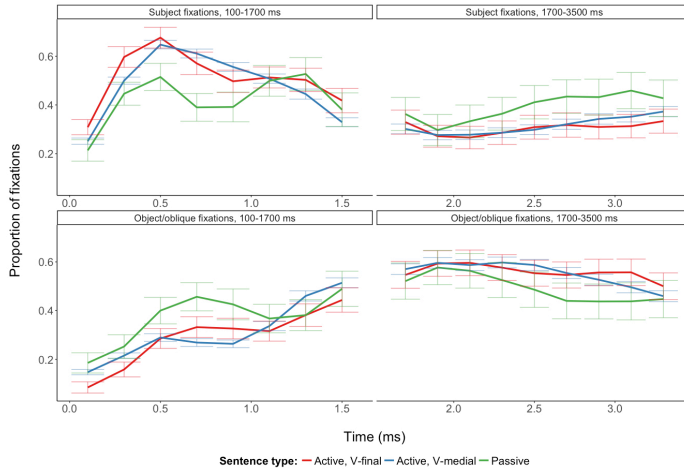 Subject fixations, 100-1700 ms
Subject fixations, 1700-3500 ms
0.6
0.4
0.2
0.0
0.5
1.0
1.5
2.0
2.5
3.0
Object/oblique fixations, 100-1700 ms
Object/oblique fixations, 1700-3500 ms
0.6
0.4
0.2
0.0
0.5
1.0
1.5
2.0
2.5
3.0
Proportion of fixations
Time (ms)
Sentence type: Active, V-final Active, V-medial Passive